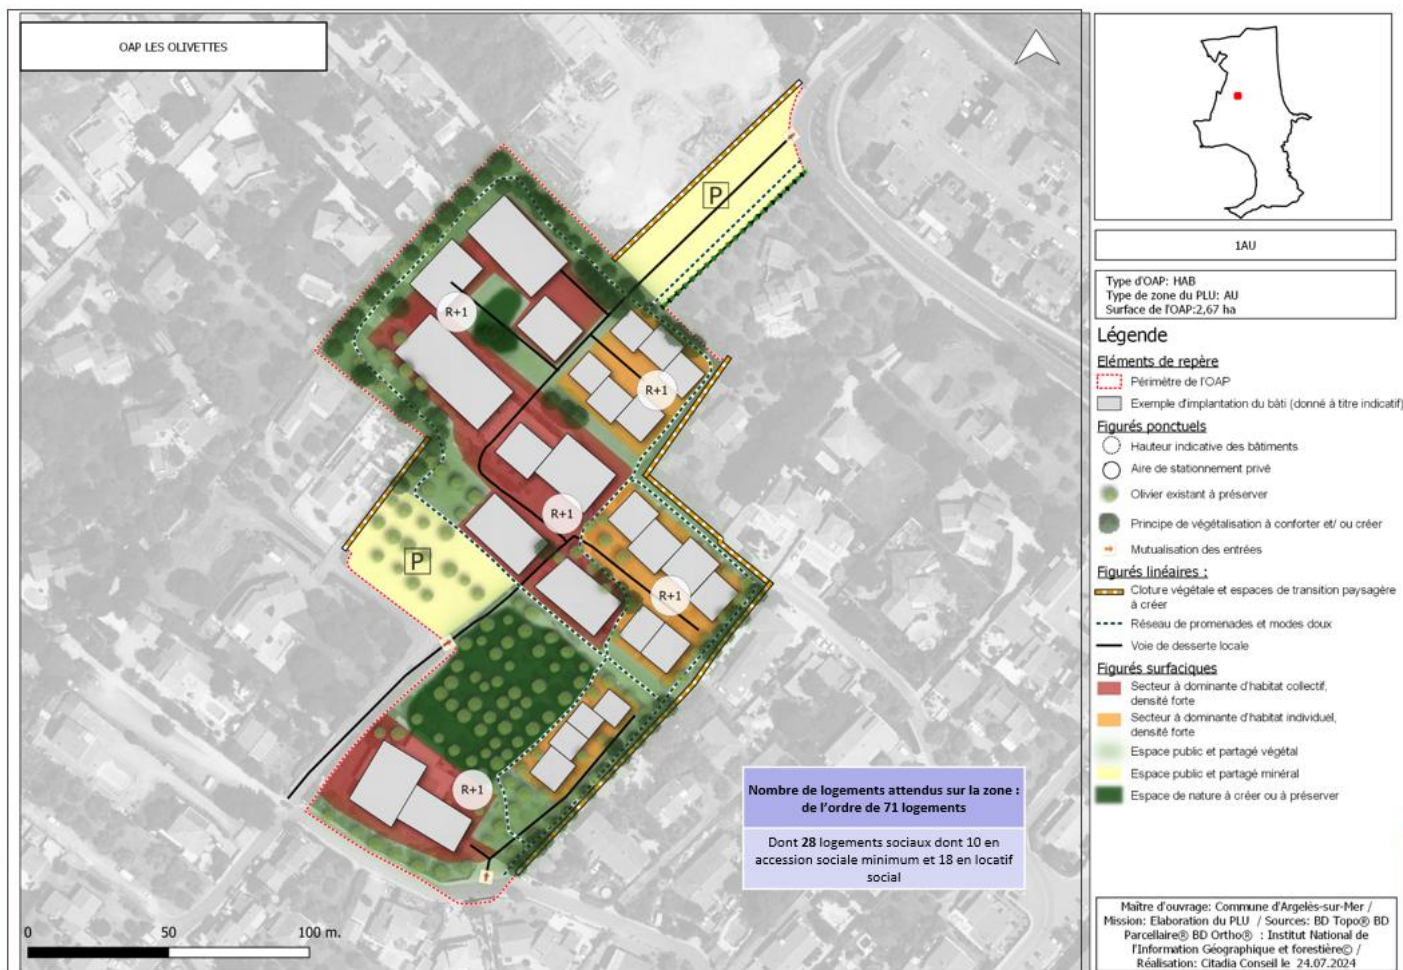 OAP LES OLIVETTES
P
R+1
R+1
R+1
P
R+1
R+1
Nombre de logements attendus sur la zone :
de l'ordre de 71 logements
Dont 28 logements sociaux dont 10 en
accession sociale minimum et 18 en locatif
social
0 50 100 m.
1AU
Type d'OAP: HAB
Type de zone du PLU: AU
Surface de l'OAP:2,67 ha
Légende
Eléments de repère
Périmètre de l'OAP
Exemple d'implantation du bâti (donné à titre indicatif)
Figurés ponctuels
Hauteur indicative des bâtiments
Aire de stationnement privé
Olivier existant à préserver
Principe de végétalisation à conforter et/ ou créer
Mutualisation des entrées
Figurés linéaires :
Cloture végétale et espaces de transition paysagère
à créer
Réseau de promenades et modes doux
Voie de desserte locale
Figurés surfaciques
Secteur à dominante d'habitat collectif,
densité forte
Secteur à dominante d'habitat individuel,
densité forte
Espace public et partagé végétal
Espace public et partagé minéral
Espace de nature à créer ou à préserver
Maître d'ouvrage: Commune d'Argelès-sur-Mer /
Mission: Elaboration du PLU / Sources: BD Topo® BD
Parcellaire® BD Ortho® : Institut National de
l'Information Géographique et forestière© /
Réalisation: Citadia Conseil le 24.07.2024